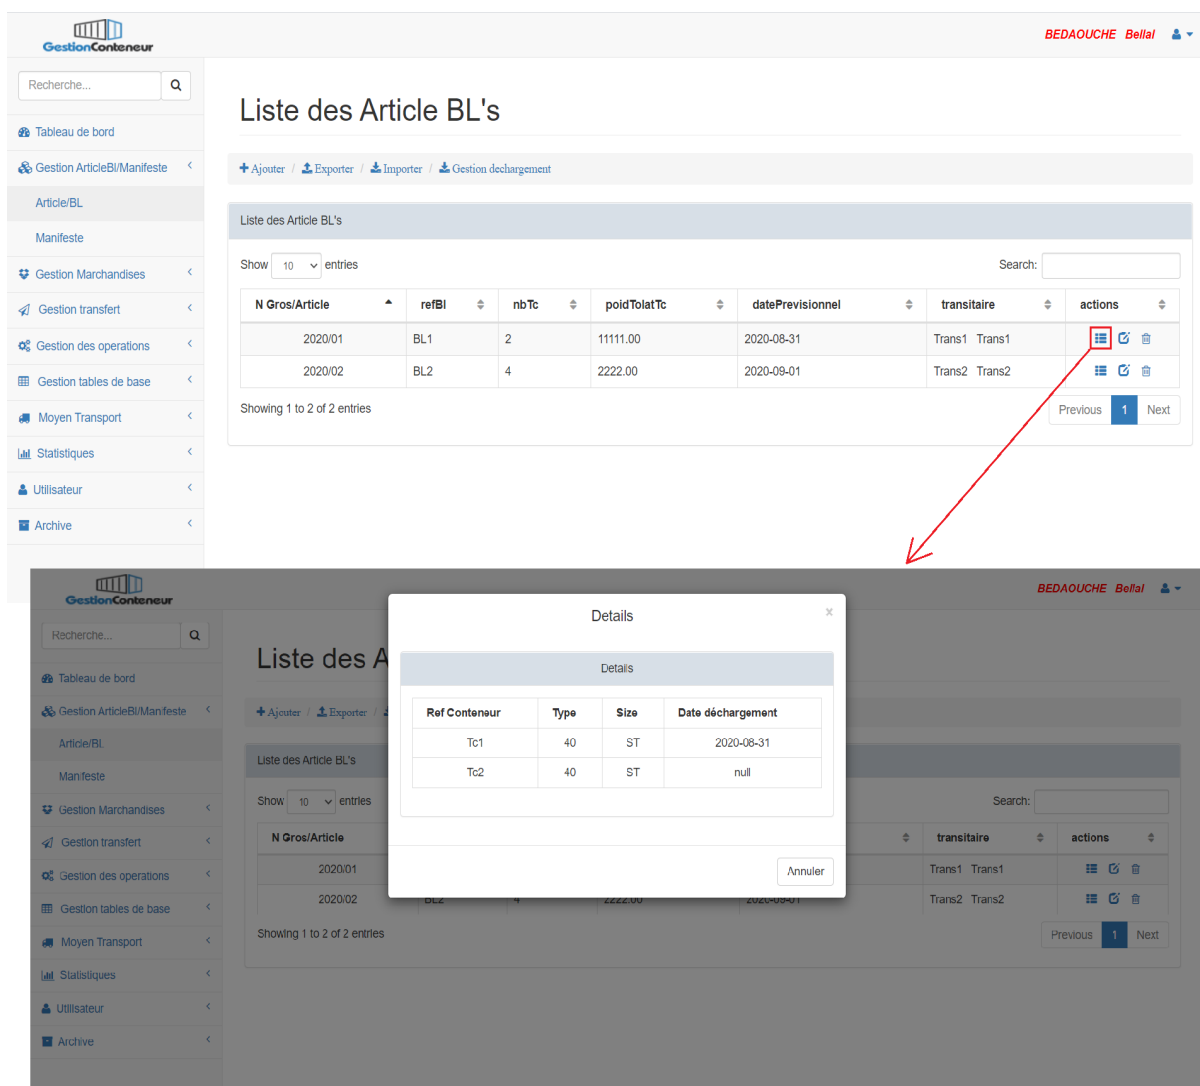 GestionConteneur
BEDAOUCHE Bellal
Recherche...
Tableau de bord
Gestion ArticleBl/Manifeste
Article/BL
Manifeste
Gestion Marchandises
Gestion transfert
Gestion des operations
Gestion tables de base
Moyen Transport
Statistiques
Utilisateur
Archive
Liste des Article BL's
Ajouter / Exporter / Importer / Gestion dechargement
Liste des Article BL's
Show 10 entries Search:
N Gros/Article refBl nbTc poidTolatTc datePrevisionnel transitaire actions
2020/01 BL1 2 11111.00 2020-08-31 Trans1 Trans1
2020/02 BL2 4 2222.00 2020-09-01 Trans2 Trans2
Showing 1 to 2 of 2 entries Previous 1 Next
GestionConteneur
BEDAOUCHE Bellal
Recherche...
Tableau de bord
Gestion ArticleBl/Manifeste
Article/BL
Manifeste
Gestion Marchandises
Gestion transfert
Gestion des operations
Gestion tables de base
Moyen Transport
Statistiques
Utilisateur
Archive
Liste des A
Ajouter / Exporter /
Liste des Article BL's
Show 10 entries Search:
N Gros/Article transitaire actions
2020/01 Trans1 Trans1
2020/02 BL2 4 2222.00 2020-09-01 Trans2 Trans2
Showing 1 to 2 of 2 entries Previous 1 Next
Details x
Details
Ref Conteneur Type Size Date déchargement
Tc1 40 ST 2020-08-31
Tc2 40 ST null
Annuler